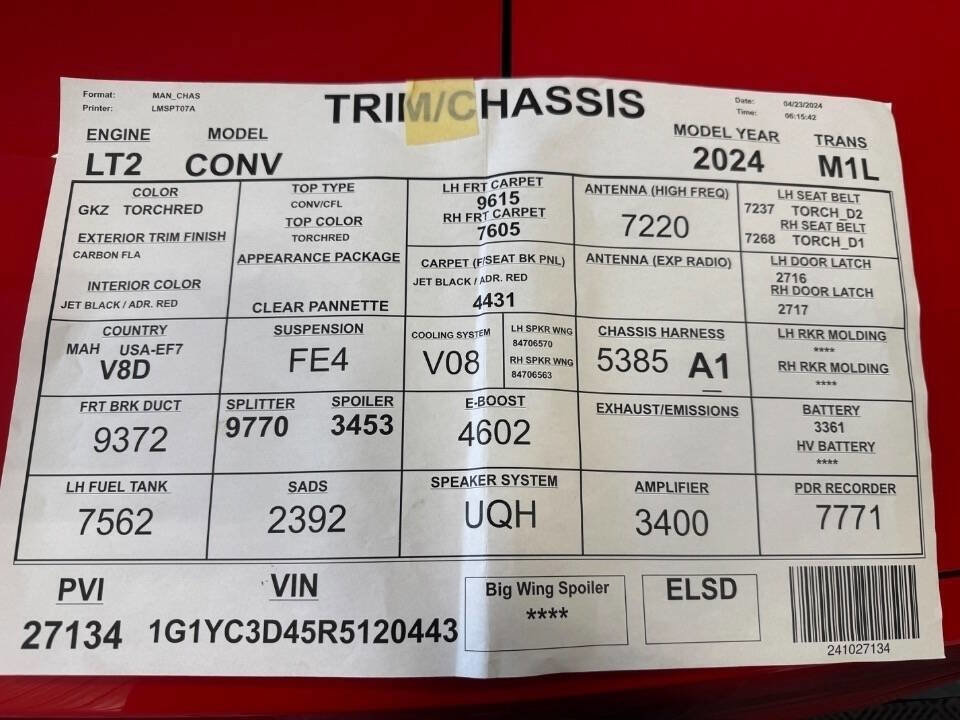 Format: MAN_CHAS
Printer: LMSPT07A
TRIM/CHASSIS
Date: 04/23/2024
Time: 06:15:42
ENGINE MODEL MODEL YEAR TRANS
LT2 CONV 2024 M1L
COLOR
GKZ TORCHRED
EXTERIOR TRIM FINISH
CARBON FLA
INTERIOR COLOR
JET BLACK / ADR. RED
TOP TYPE
CONV/CFL
TOP COLOR
TORCHRED
APPEARANCE PACKAGE
CLEAR PANNETTE
LH FRT CARPET
9615
RH FRT CARPET
7605
CARPET (F/SEAT BK PNL)
JET BLACK / ADR. RED
4431
ANTENNA (HIGH FREQ)
7220
ANTENNA (EXP RADIO)
LH SEAT BELT
7237 TORCH_D2
RH SEAT BELT
7268 TORCH_D1
LH DOOR LATCH
2716
RH DOOR LATCH
2717
COUNTRY
MAH USA-EF7
V8D
SUSPENSION
FE4
COOLING SYSTEM
V08
LH SPKR WNG
84706570
RH SPKR WNG
84706563
CHASSIS HARNESS
5385 A1
LH RKR MOLDING
****
RH RKR MOLDING
****
FRT BRK DUCT
9372
SPLITTER SPOILER
9770 3453
E-BOOST
4602
EXHAUST/EMISSIONS
BATTERY
3361
HV BATTERY
****
LH FUEL TANK
7562
SADS
2392
SPEAKER SYSTEM
UQH
AMPLIFIER
3400
PDR RECORDER
7771
PVI
27134
VIN
1G1YC3D45R5120443
Big Wing Spoiler
****
ELSD
241027134